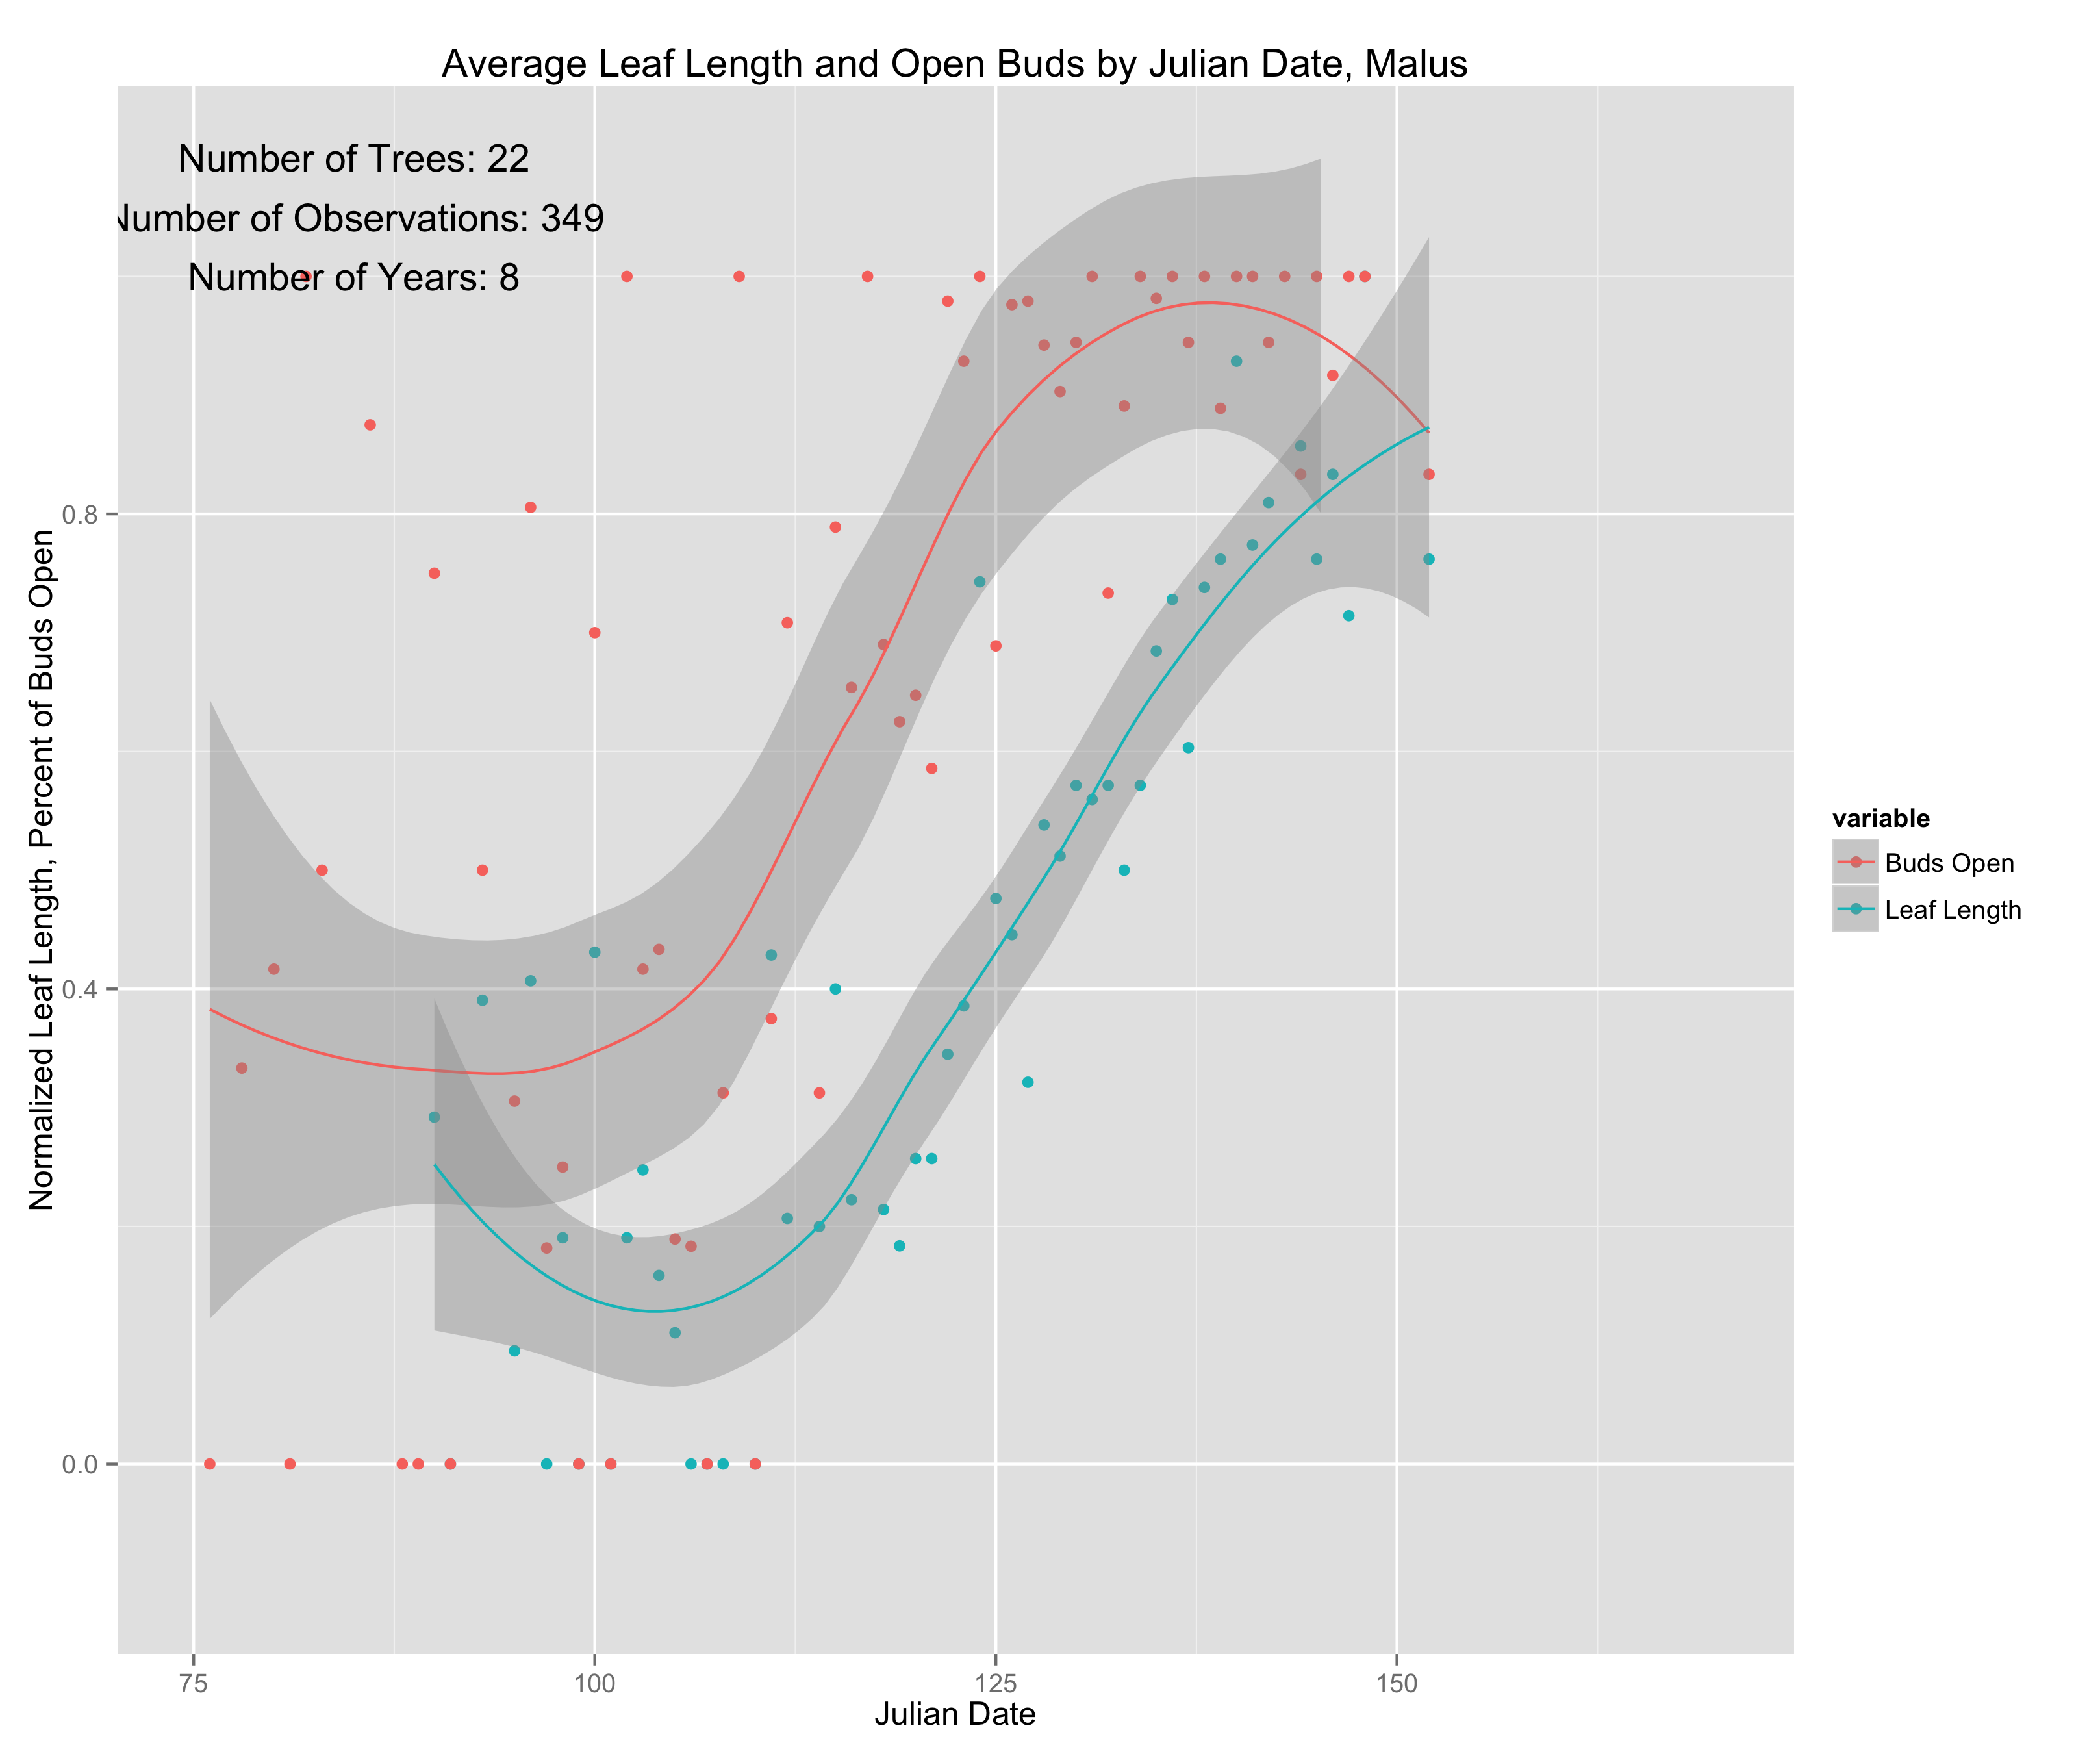 Average Leaf Length and Open Buds by Julian Date, Malus
Number of Trees: 22
Number of Observations: 349
Number of Years: 8
Normalized Leaf Length, Percent of Buds Open
0.8
0.4
0.0
75 100 125 150
Julian Date
variable
Buds Open
Leaf Length